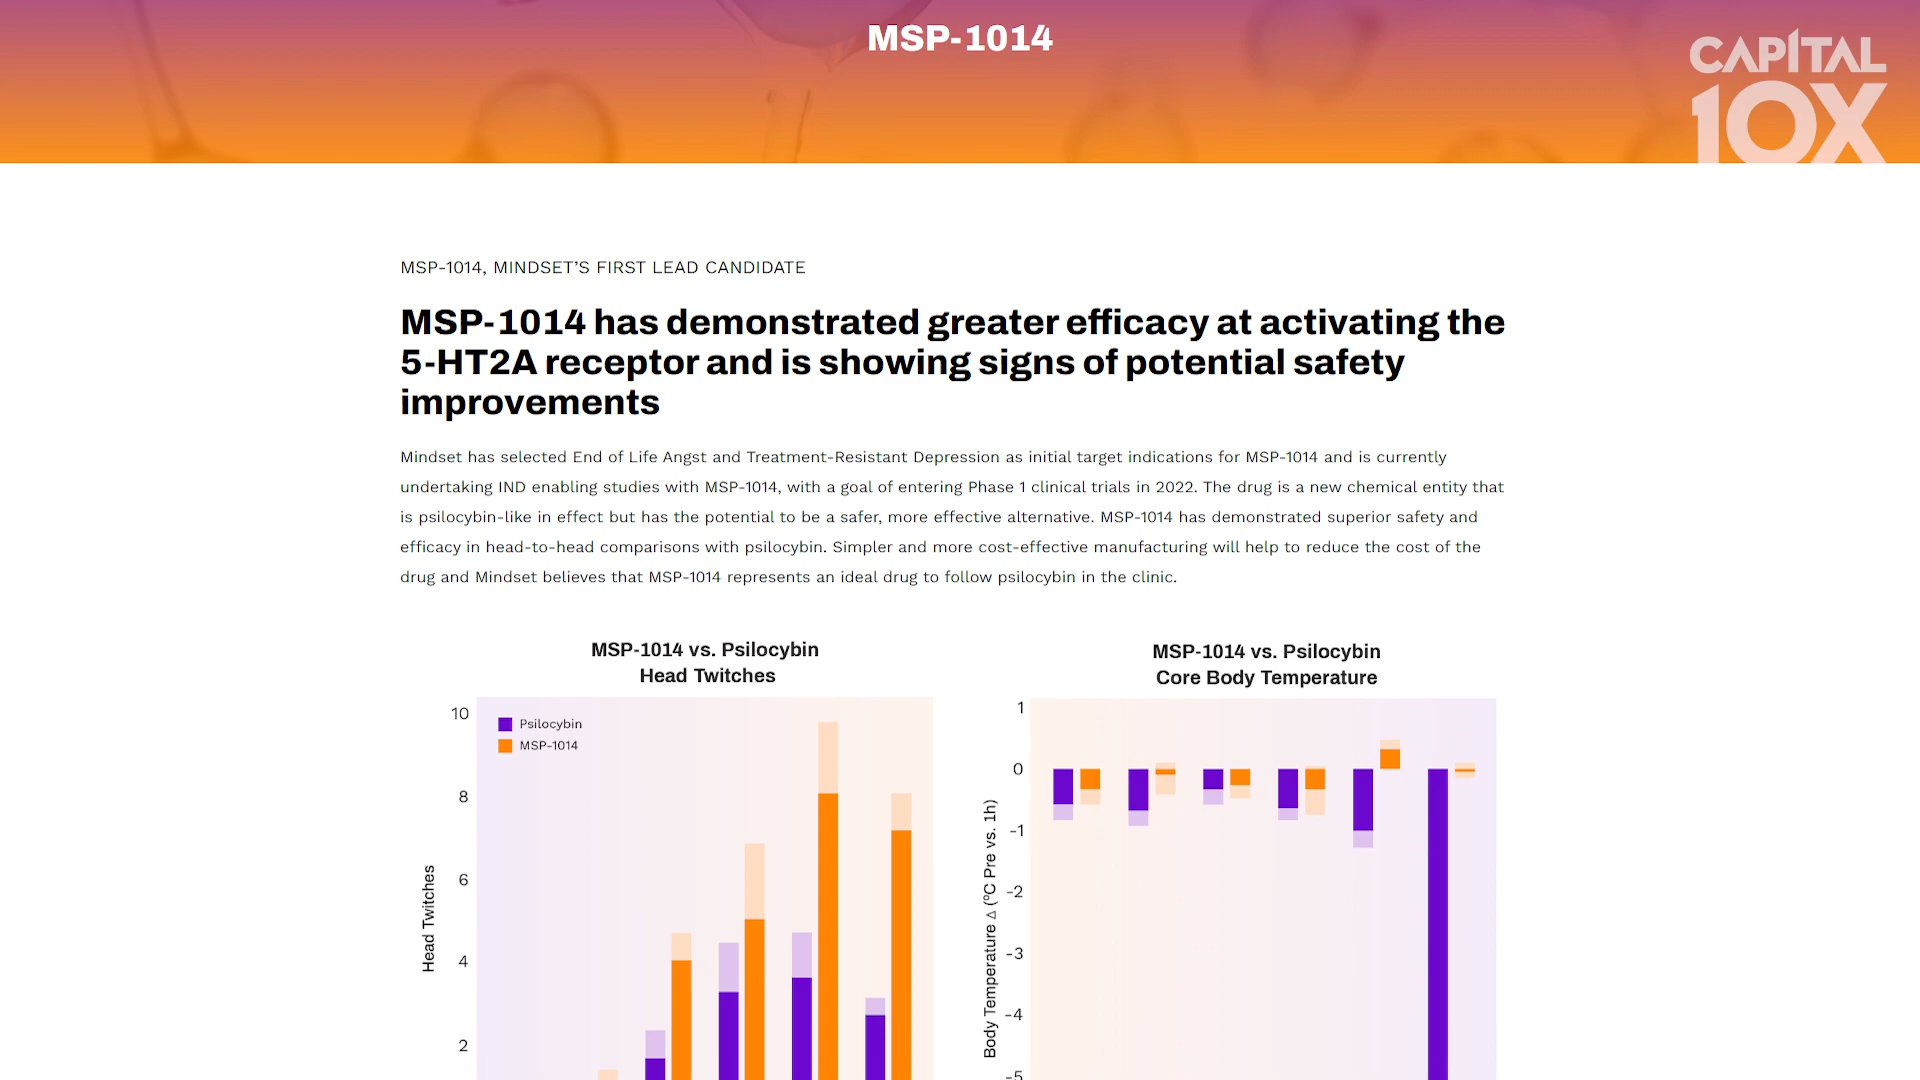 MSP-1014
CAPITAL
10X
MSP-1014, MINDSET’S FIRST LEAD CANDIDATE
MSP-1014 has demonstrated greater efficacy at activating the
5-HT2A receptor and is showing signs of potential safety
improvements
Mindset has selected End of Life Angst and Treatment-Resistant Depression as initial target indications for MSP-1014 and is currently
undertaking IND enabling studies with MSP-1014, with a goal of entering Phase 1 clinical trials in 2022. The drug is a new chemical entity that
is psilocybin-like in effect but has the potential to be a safer, more effective alternative. MSP-1014 has demonstrated superior safety and
efficacy in head-to-head comparisons with psilocybin. Simpler and more cost-effective manufacturing will help to reduce the cost of the
drug and Mindset believes that MSP-1014 represents an ideal drug to follow psilocybin in the clinic.
MSP-1014 vs. Psilocybin
Head Twitches
10
8
6
4
2
Head Twitches
Psilocybin
MSP-1014
MSP-1014 vs. Psilocybin
Core Body Temperature
1
0
-1
-2
-3
-4
-5
Body Temperature Δ (ºC Pre vs. 1h)